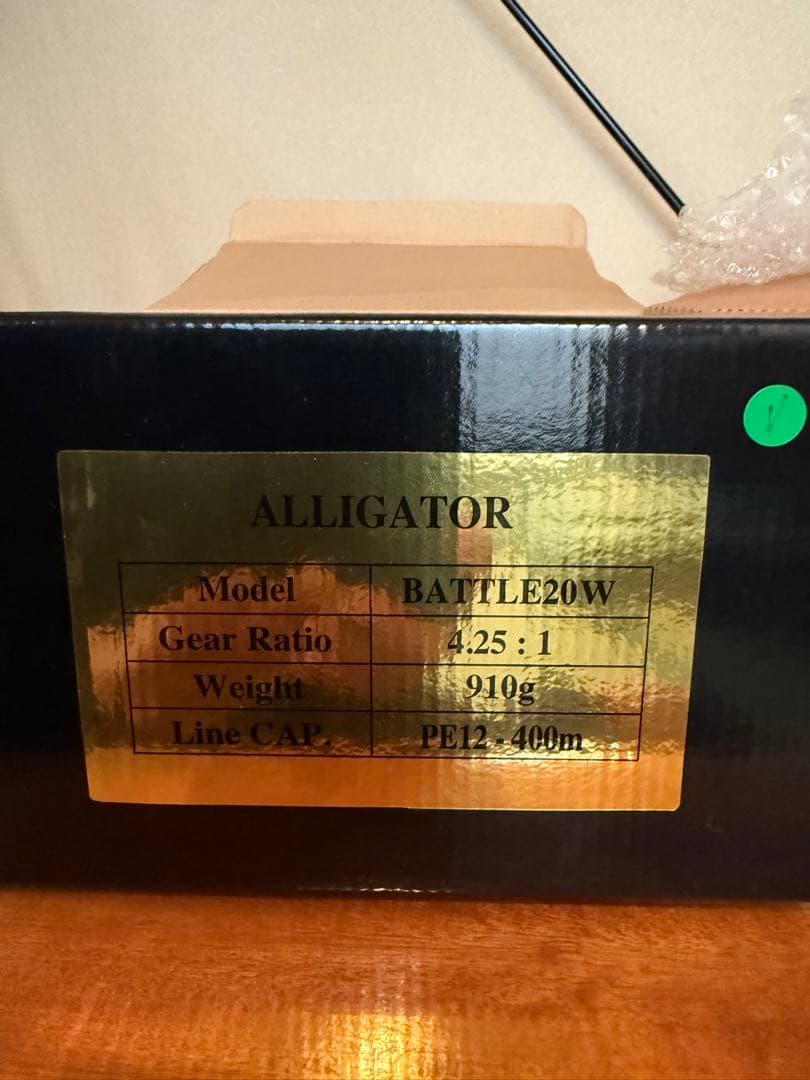 ALLIGATOR
Model BATTLE20W
Gear Ratio 4.25 : 1
Weight 910g
Line CAP. PE12 - 400m